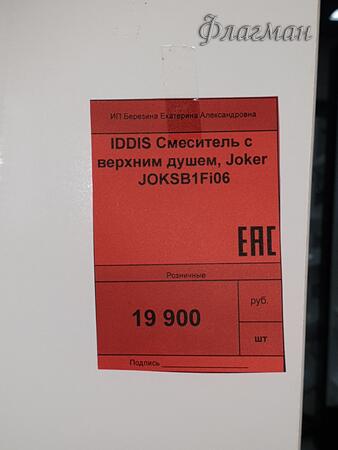 Флагман
ИП Березина Екатерина Александровна
IDDIS Смеситель с
верхним душем, Joker
JOKSB1Fi06
EAC
Розничные
19 900
руб.
шт
Подпись